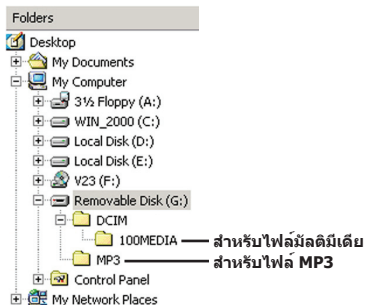 Folders
Desktop
My Documents
My Computer
3½ Floppy (A:)
WIN_2000 (C:)
Local Disk (D:)
Local Disk (E:)
V23 (F:)
Removable Disk (G:)
DCIM
100MEDIA สำหรับไฟล์มัลติมีเดีย
MP3 สำหรับไฟล์ MP3
Control Panel
My Network Places